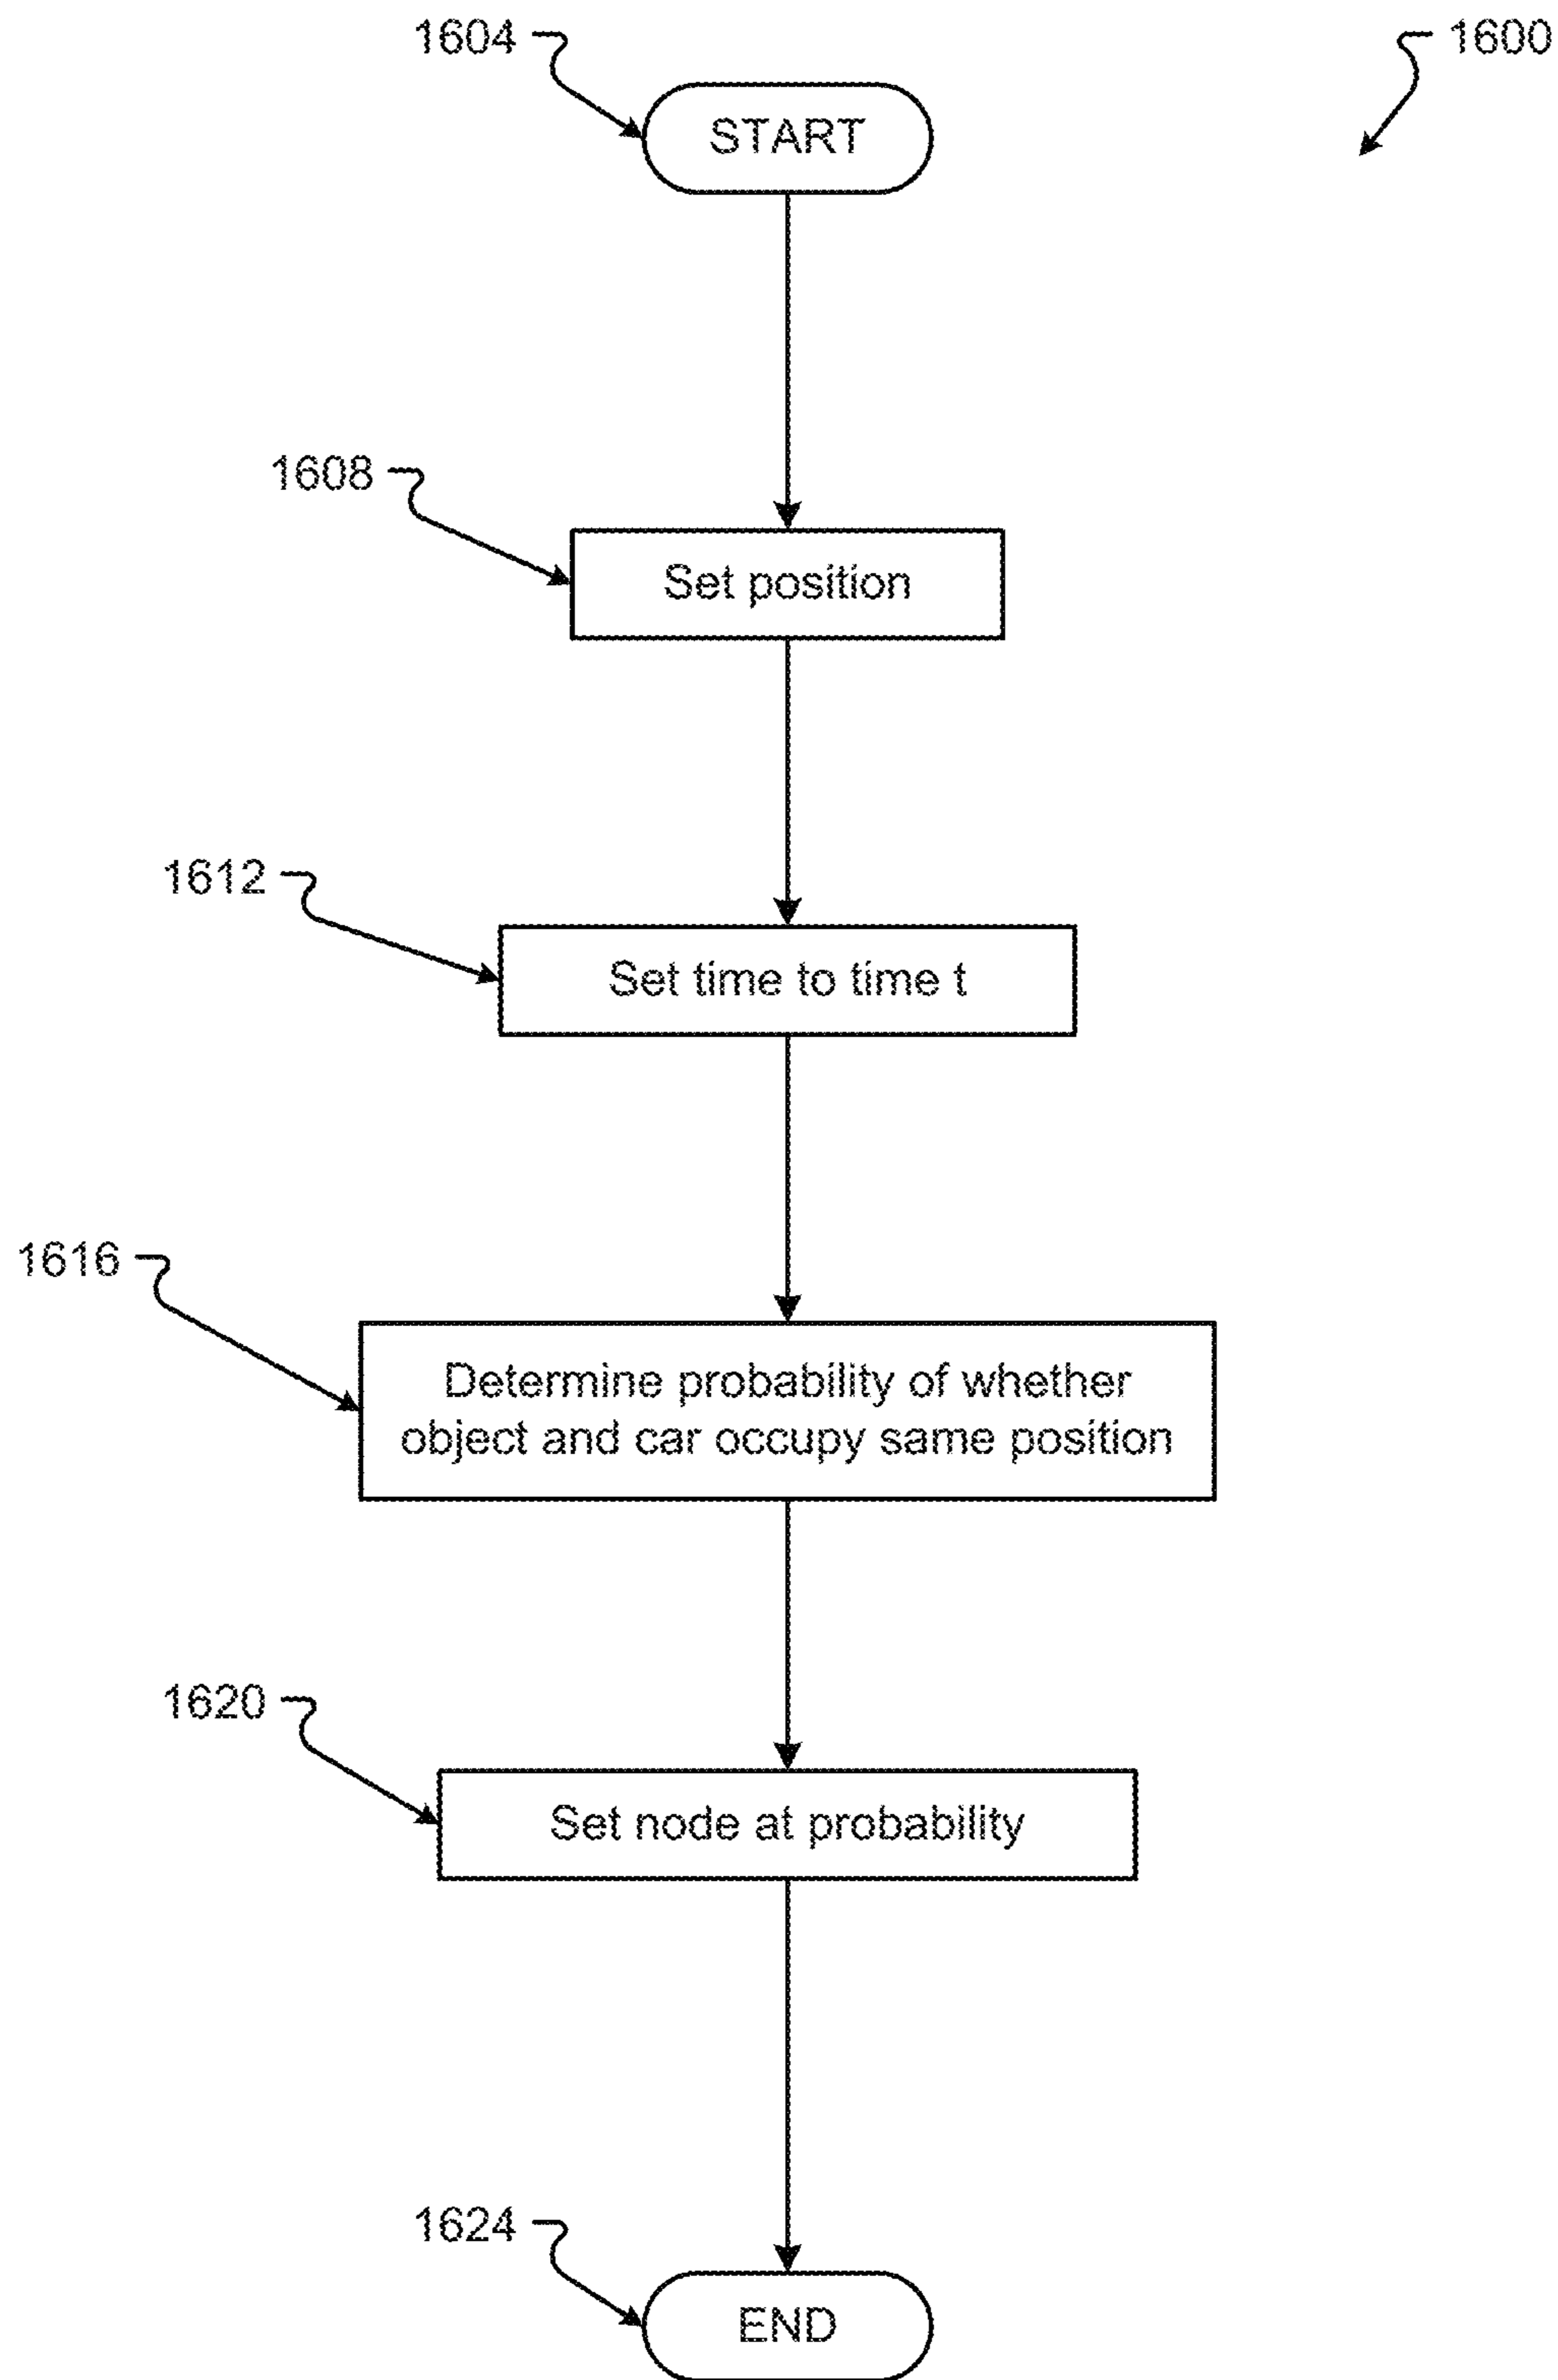 1604
1600
START
1608
Set position
1612
Set time to time t
1616
Determine probability of whether
object and car occupy same position
1620
Set node at probability
1624
END